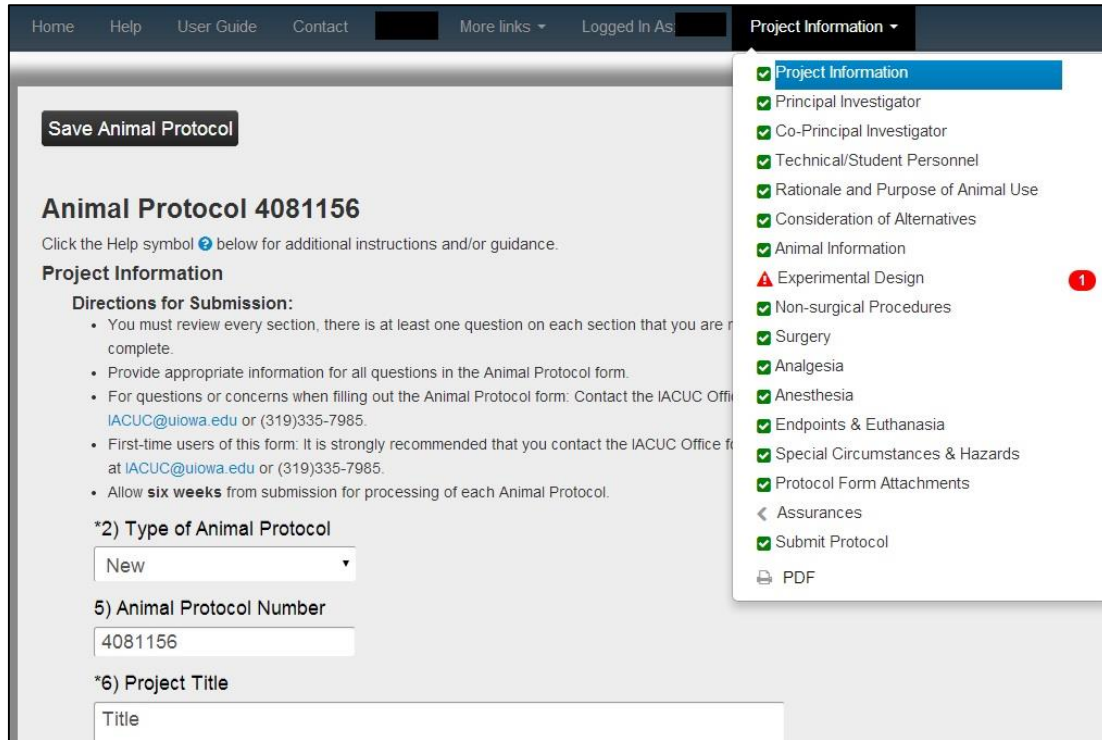 Home Help User Guide Contact More links Logged In As: Project Information
Project Information
Principal Investigator
Co-Principal Investigator
Technical/Student Personnel
Rationale and Purpose of Animal Use
Consideration of Alternatives
Animal Information
Experimental Design 1
Non-surgical Procedures
Surgery
Analgesia
Anesthesia
Endpoints & Euthanasia
Special Circumstances & Hazards
Protocol Form Attachments
Assurances
Submit Protocol
PDF
Save Animal Protocol
Animal Protocol 4081156
Click the Help symbol ? below for additional instructions and/or guidance.
Project Information
Directions for Submission:
• You must review every section, there is at least one question on each section that you are
complete.
• Provide appropriate information for all questions in the Animal Protocol form.
• For questions or concerns when filling out the Animal Protocol form: Contact the IACUC
IACUC@uiowa.edu or (319)335-7985.
• First-time users of this form: It is strongly recommended that you contact the IACUC Office
at IACUC@uiowa.edu or (319)335-7985.
• Allow six weeks from submission for processing of each Animal Protocol.
*2) Type of Animal Protocol
New
5) Animal Protocol Number
4081156
*6) Project Title
Title